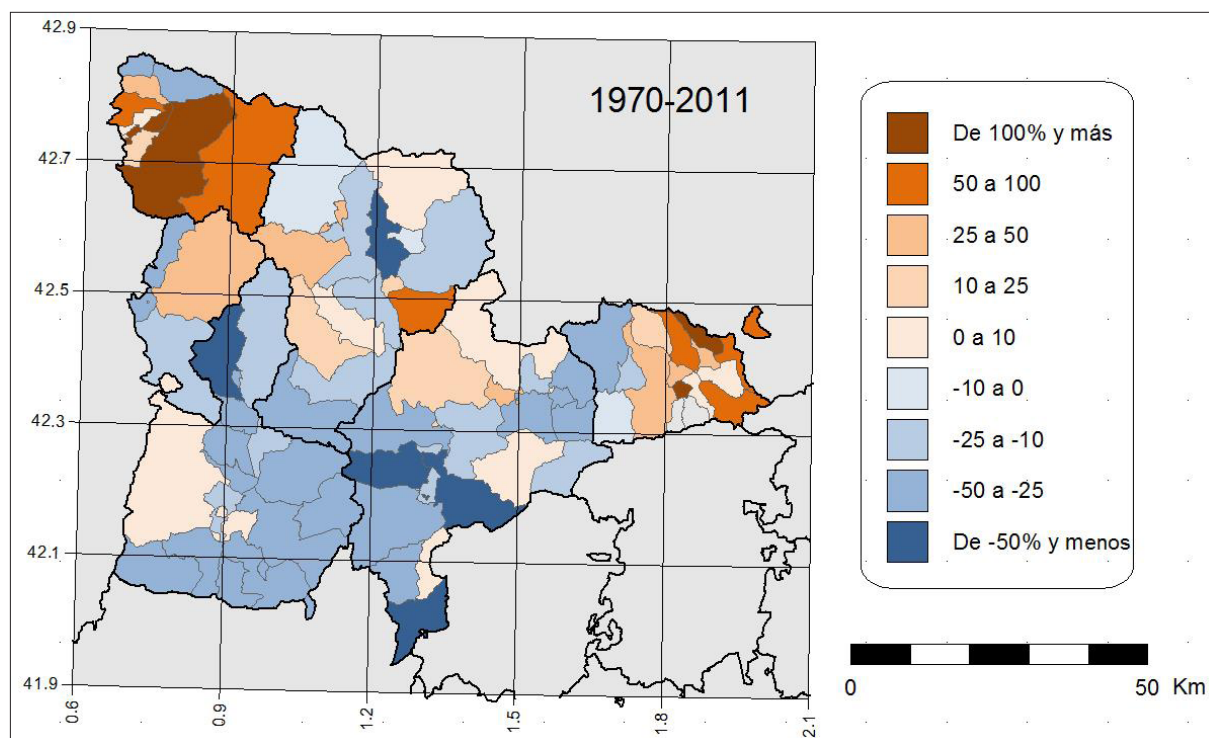 42.9
42.7
42.5
42.3
42.1
41.9
0.6
0.9
1.2
1.5
1.8
2.1
1970-2011
De 100% y más
50 a 100
25 a 50
10 a 25
0 a 10
-10 a 0
-25 a -10
-50 a -25
De -50% y menos
0 50 Km